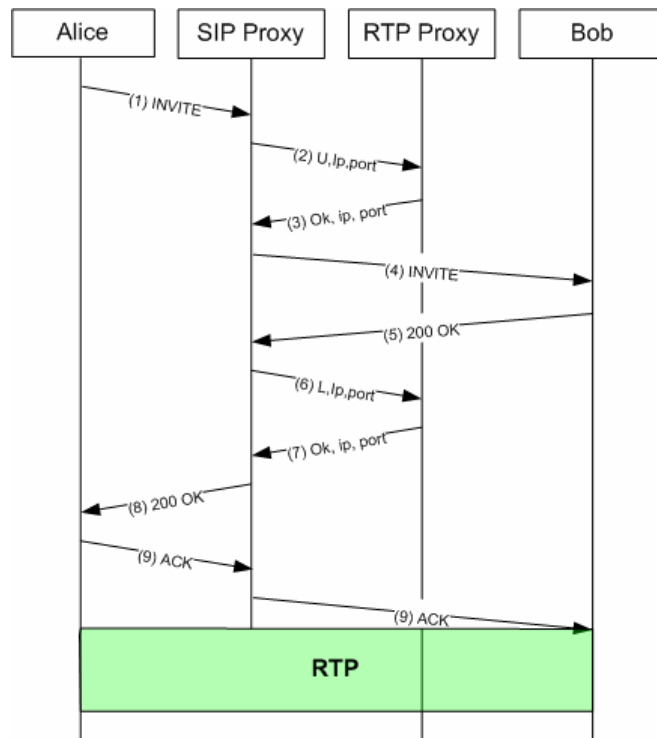 Alice
SIP Proxy
RTP Proxy
Bob
(1) INVITE
(2) U,Ip,port
(3) Ok, ip, port
(4) INVITE
(5) 200 OK
(6) L,Ip,port
(7) Ok, ip, port
(8) 200 OK
(9) ACK
(9) ACK
RTP